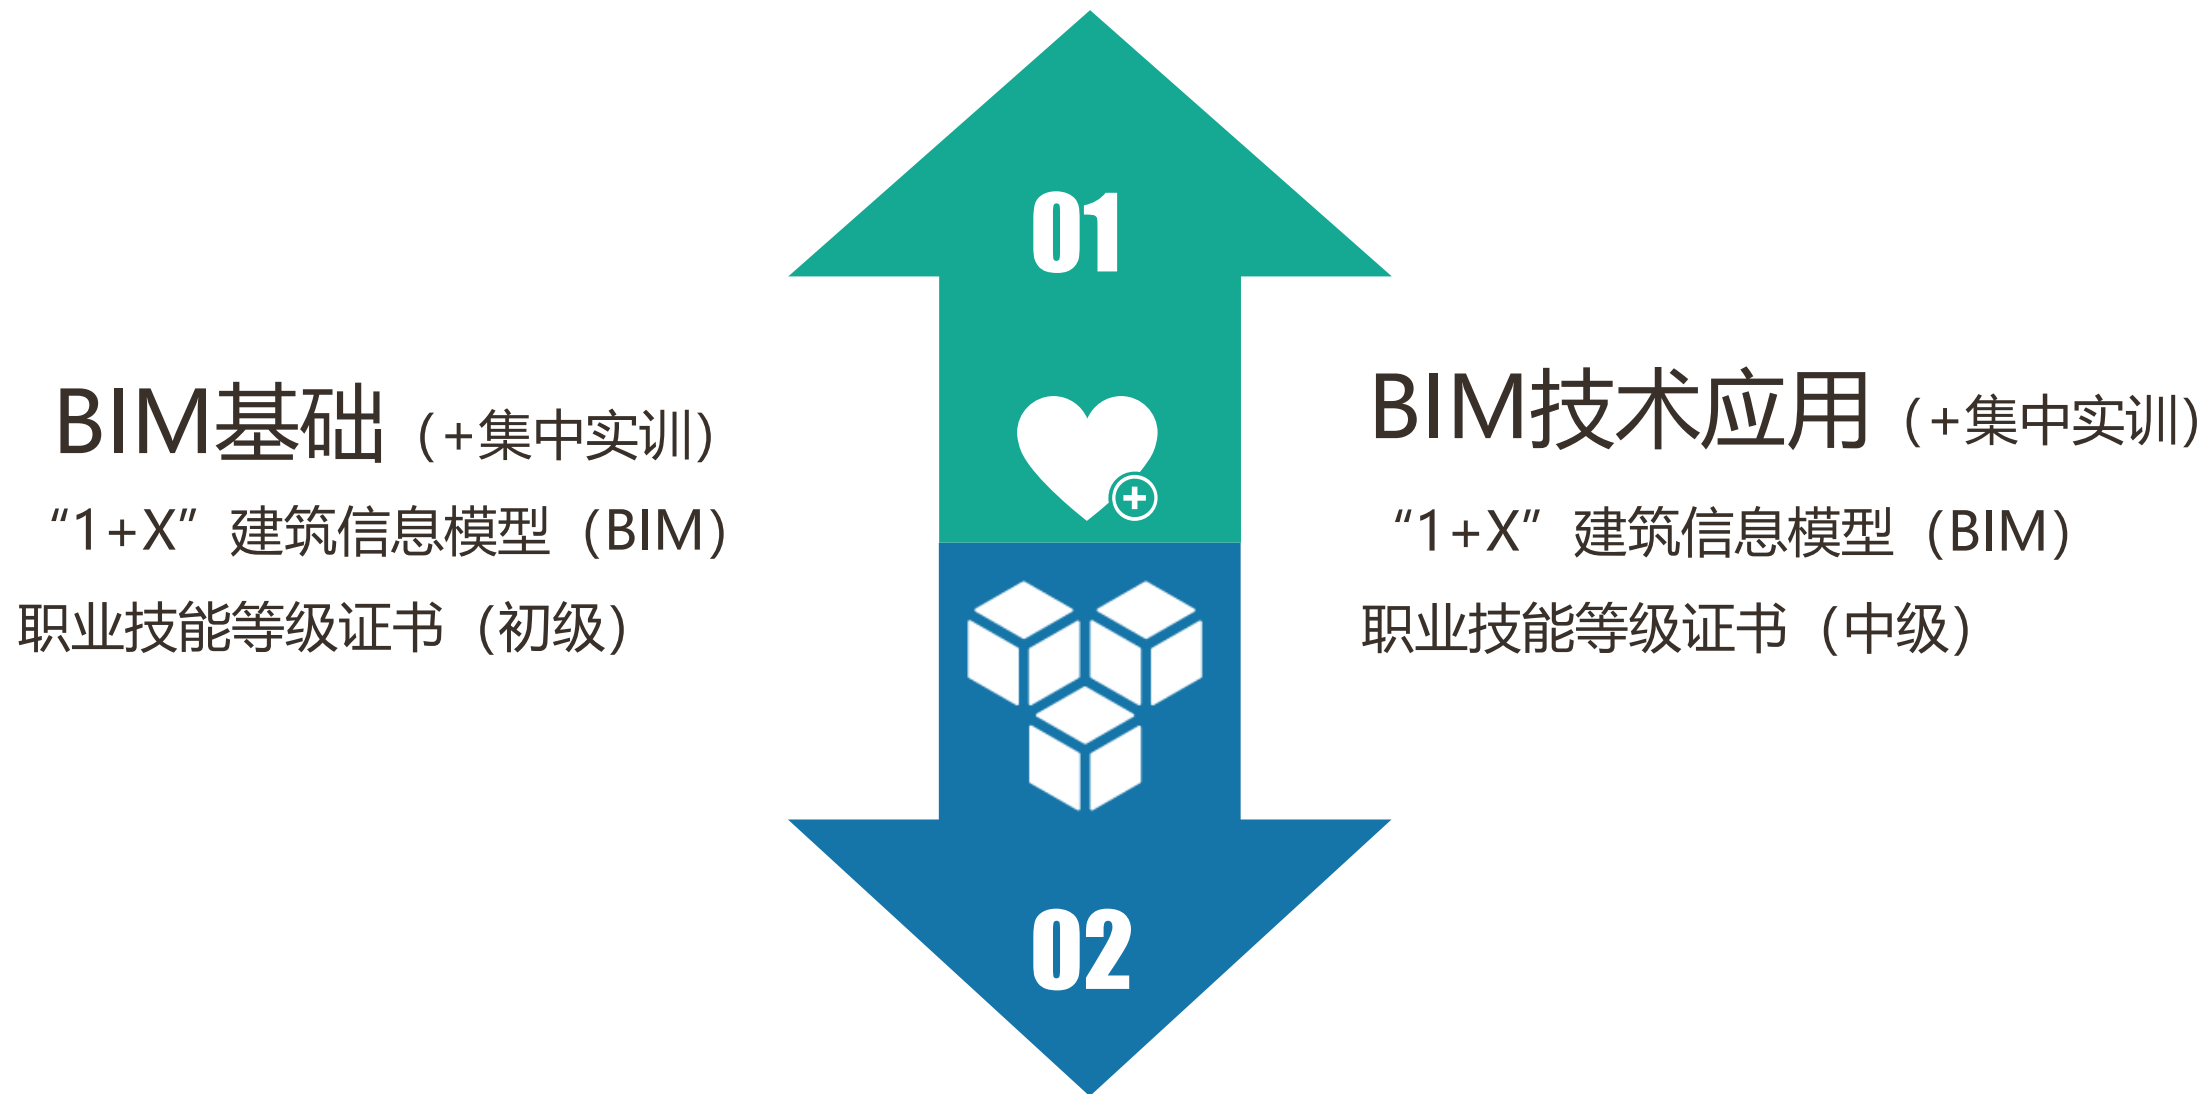 01
BIM基础（+集中实训）
“1+X”建筑信息模型（BIM）
职业技能等级证书（初级）
BIM技术应用（+集中实训）
“1+X”建筑信息模型（BIM）
职业技能等级证书（中级）
02